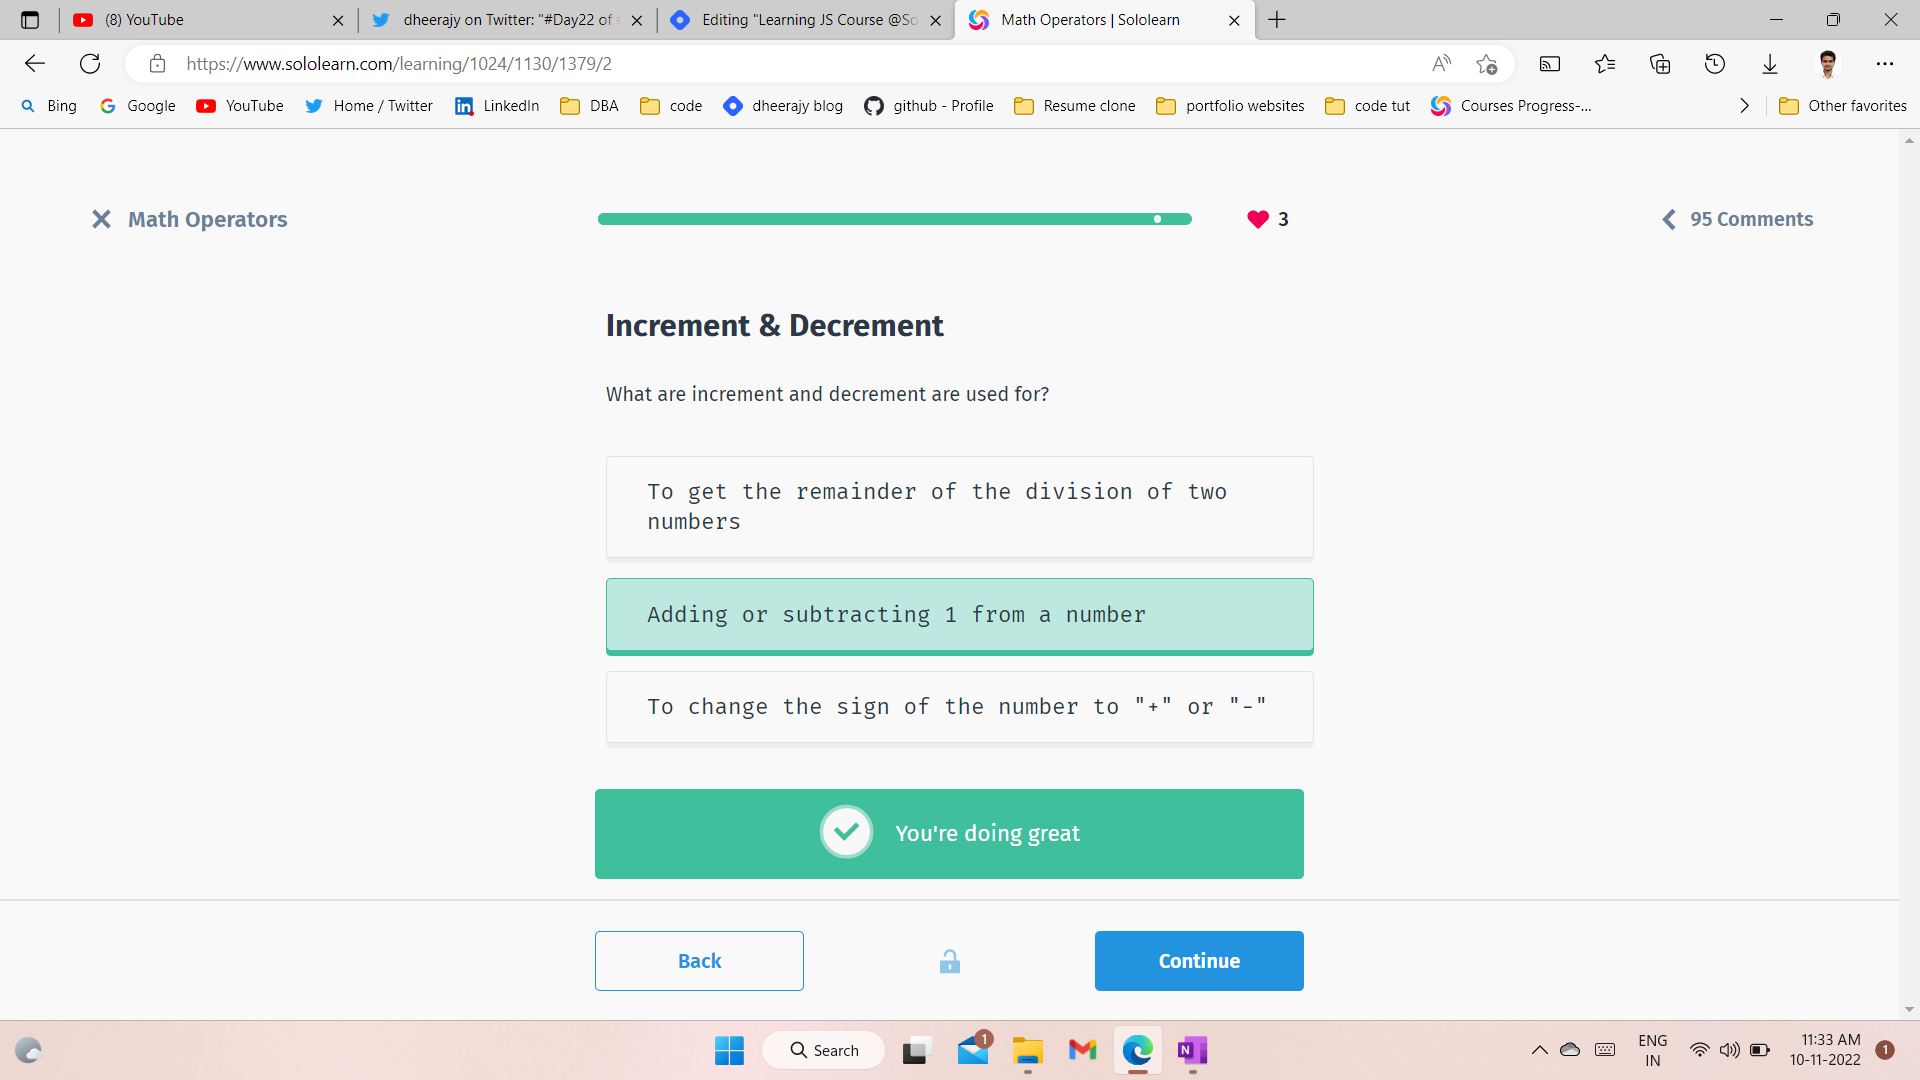 (8) YouTube
dheerajy on Twitter: "#Day22 of
Editing "Learning JS Course @So
Math Operators | Sololearn
https://www.sololearn.com/learning/1024/1130/1379/2
Bing
Google
YouTube
Home / Twitter
LinkedIn
DBA
code
dheerajy blog
github - Profile
Resume clone
portfolio websites
code tut
Courses Progress-...
Other favorites
Math Operators
3
95 Comments
Increment & Decrement
What are increment and decrement are used for?
To get the remainder of the division of two
numbers
Adding or subtracting 1 from a number
To change the sign of the number to "+" or "-"
You're doing great
Back
Continue
Search
1
ENG
IN
11:33 AM
10-11-2022
1